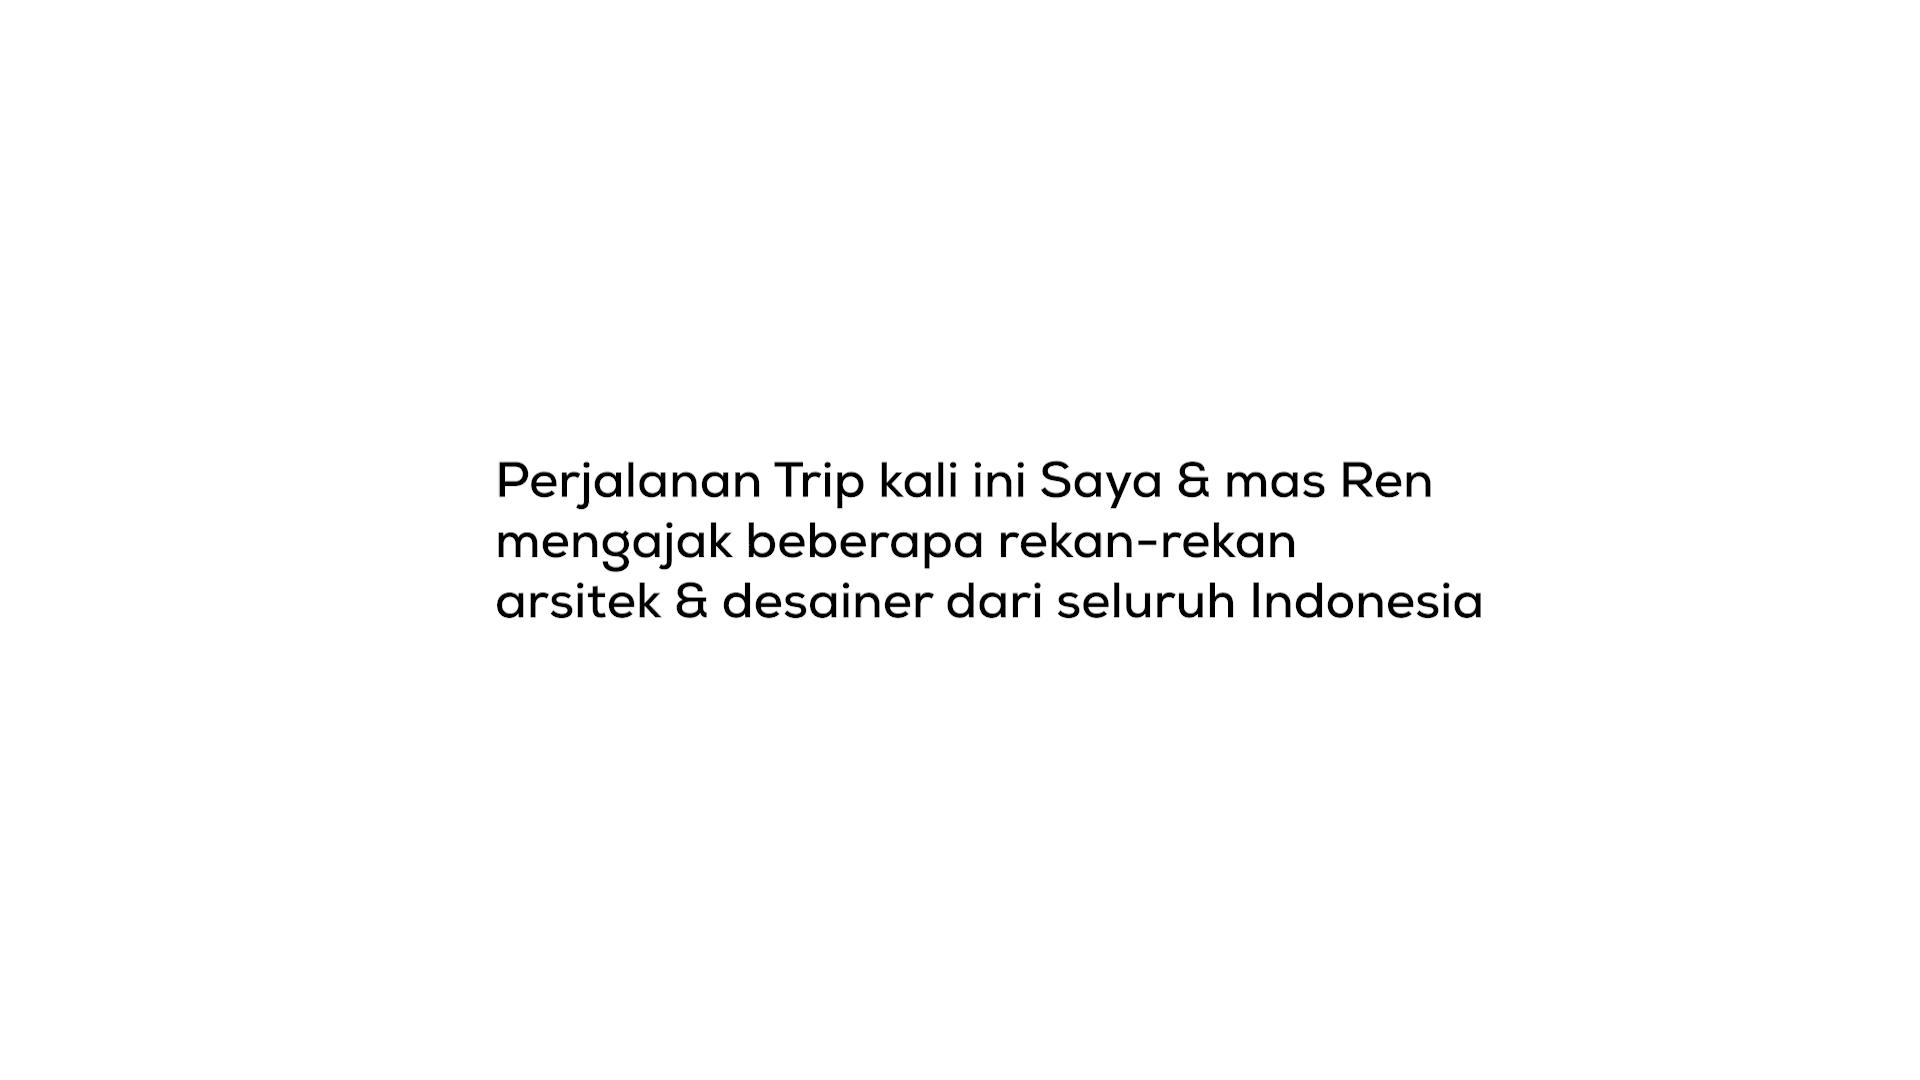 Perjalanan Trip kali ini Saya & mas Ren
mengajak beberapa rekan-rekan
arsitek & desainer dari seluruh Indonesia